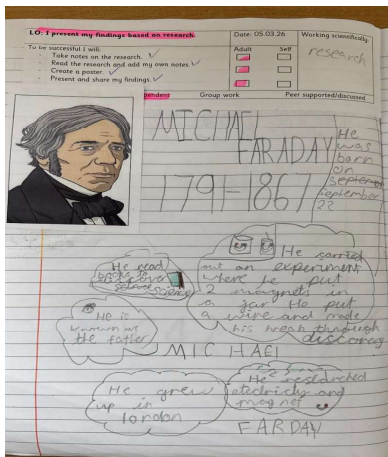 LO: I present my findings based on research.
Date: 05.03.26
Working scientifically:
research
To be successful I will:
- Take notes on the research.
- Read the research and add my own notes.
- Create a poster.
- Present and share my findings.
Adult Self
pendent Group work Peer supported/discussed
MICHAEL
FARADAY
1791-1867
He
was
born
on
september
22
He read
books to
discover
science
He carried
out an experiment
where he put
2 magnets in
a jar He put
a wire and made
his break through
discovery
He is
known as
the father
MICHAEL
He grew
up in
london
He researched
electricity and
magnet
FARDAY